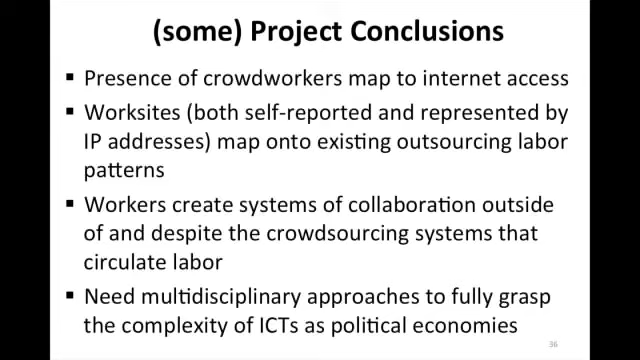 (some) Project Conclusions
▪ Presence of crowdworkers map to internet access
▪ Worksites (both self-reported and represented by
IP addresses) map onto existing outsourcing labor
patterns
▪ Workers create systems of collaboration outside
of and despite the crowdsourcing systems that
circulate labor
▪ Need multidisciplinary approaches to fully grasp
the complexity of ICTs as political economies
36